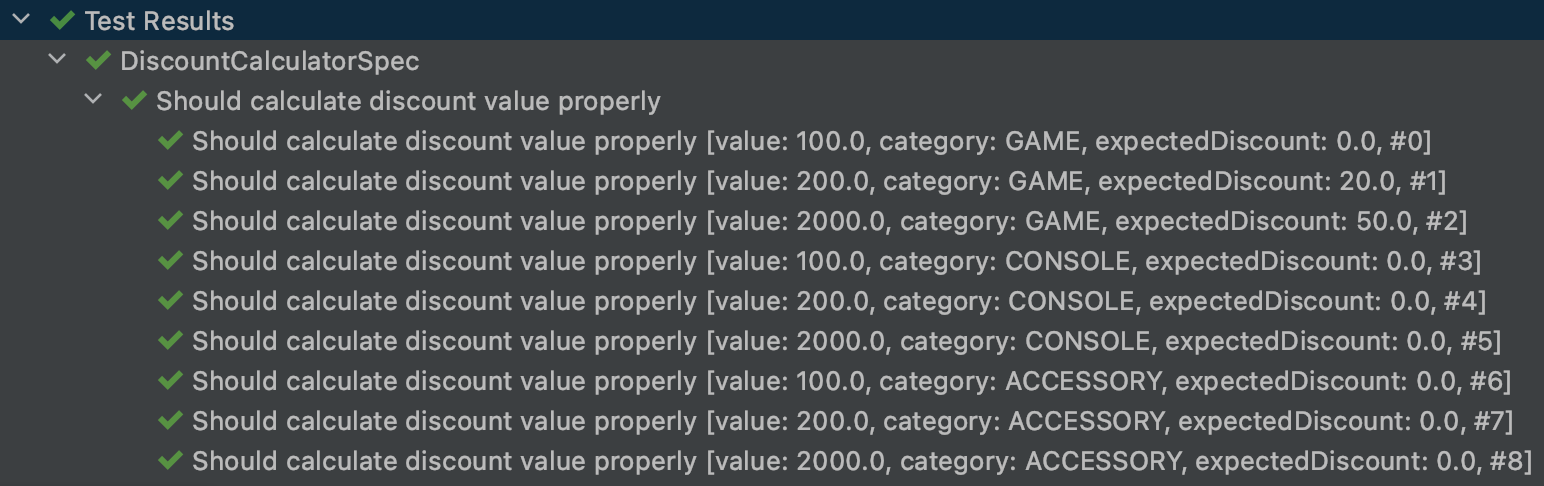 Test Results
DiscountCalculatorSpec
Should calculate discount value properly
Should calculate discount value properly [value: 100.0, category: GAME, expectedDiscount: 0.0, #0]
Should calculate discount value properly [value: 200.0, category: GAME, expectedDiscount: 20.0, #1]
Should calculate discount value properly [value: 2000.0, category: GAME, expectedDiscount: 50.0, #2]
Should calculate discount value properly [value: 100.0, category: CONSOLE, expectedDiscount: 0.0, #3]
Should calculate discount value properly [value: 200.0, category: CONSOLE, expectedDiscount: 0.0, #4]
Should calculate discount value properly [value: 2000.0, category: CONSOLE, expectedDiscount: 0.0, #5]
Should calculate discount value properly [value: 100.0, category: ACCESSORY, expectedDiscount: 0.0, #6]
Should calculate discount value properly [value: 200.0, category: ACCESSORY, expectedDiscount: 0.0, #7]
Should calculate discount value properly [value: 2000.0, category: ACCESSORY, expectedDiscount: 0.0, #8]